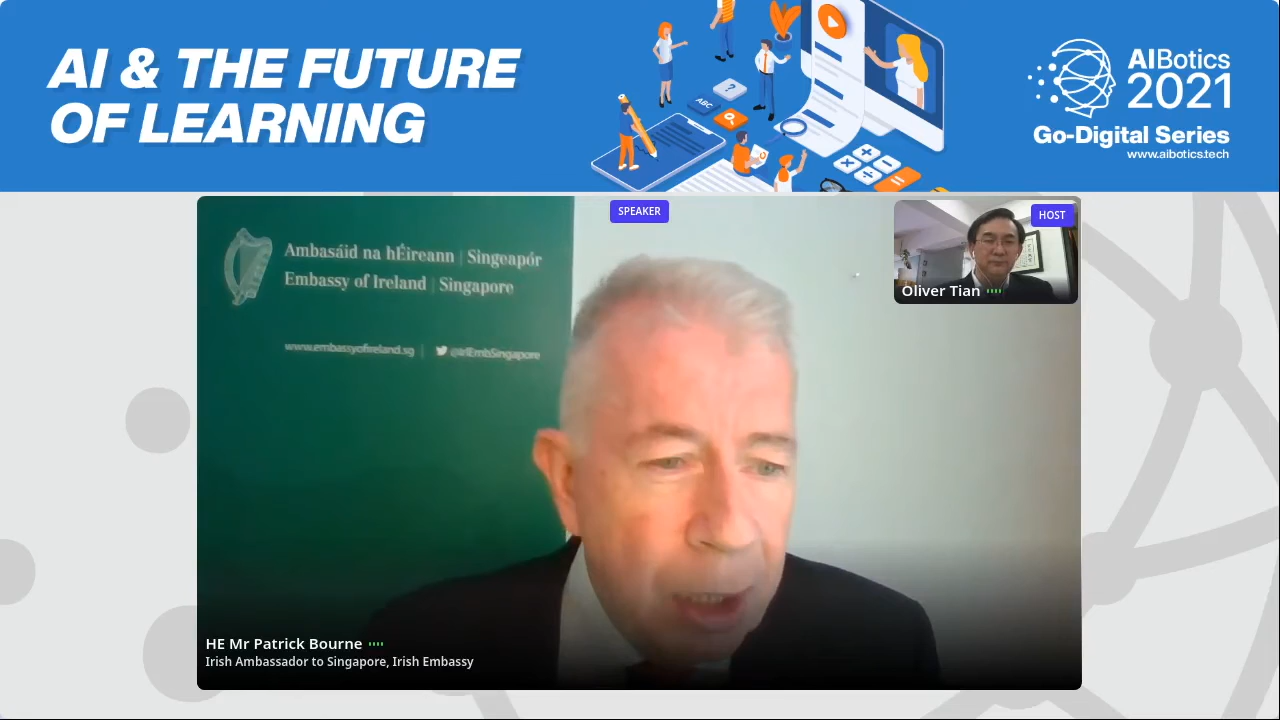 AI & THE FUTURE
OF LEARNING
ABC
?
AIBotics
2021
Go-Digital Series
www.aibotics.tech
SPEAKER
HOST
Oliver Tian
Ambasáid na hÉireann | Singeapór
Embassy of Ireland | Singapore
www.embassyofireland.sg | @IrlEmbSingapore
HE Mr Patrick Bourne
Irish Ambassador to Singapore, Irish Embassy